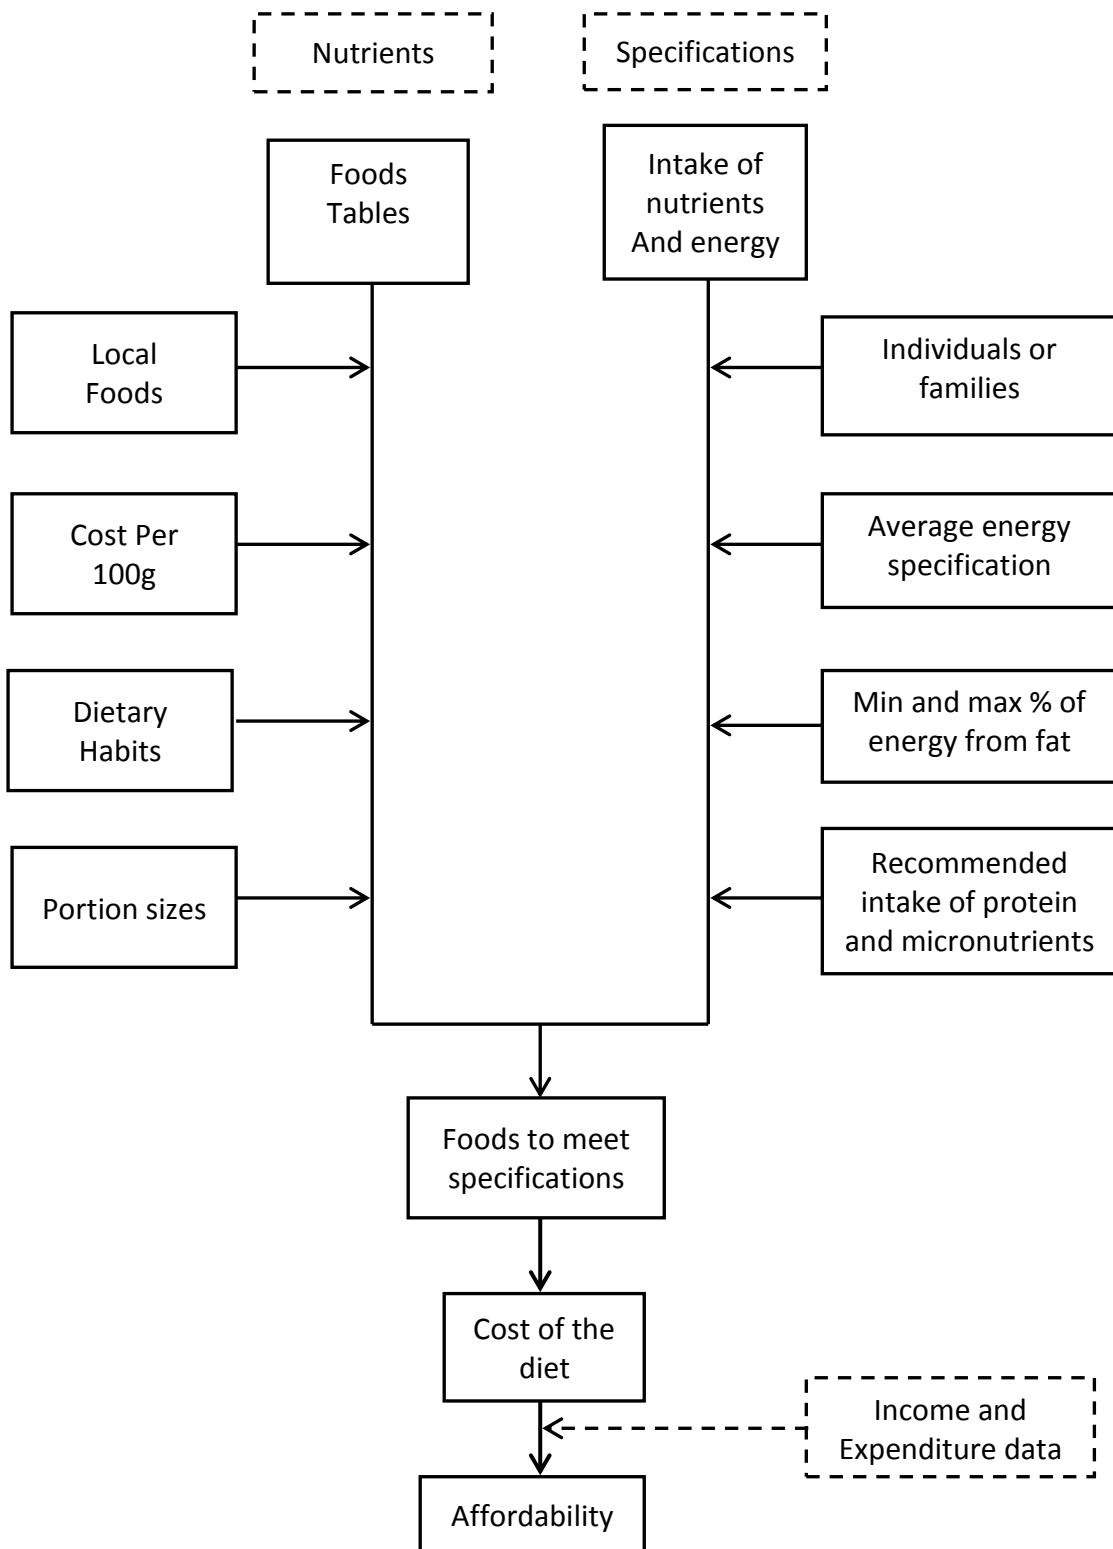 Nutrients
Specifications
Foods
Tables
Intake of
nutrients
And energy
Local
Foods
Individuals or
families
Cost Per
100g
Average energy
specification
Dietary
Habits
Min and max % of
energy from fat
Portion sizes
Recommended
intake of protein
and micronutrients
Foods to meet
specifications
Cost of the
diet
Income and
Expenditure data
Affordability